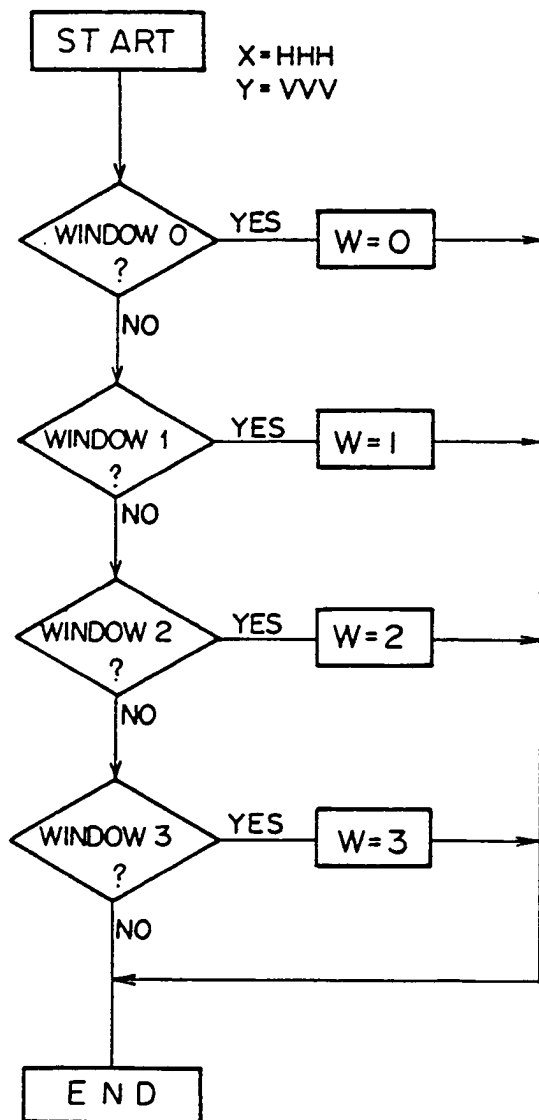 START
X=HHH
Y=VVV
WINDOW 0
?
YES
W=0
NO
WINDOW 1
?
YES
W=1
NO
WINDOW 2
?
YES
W=2
NO
WINDOW 3
?
YES
W=3
NO
END